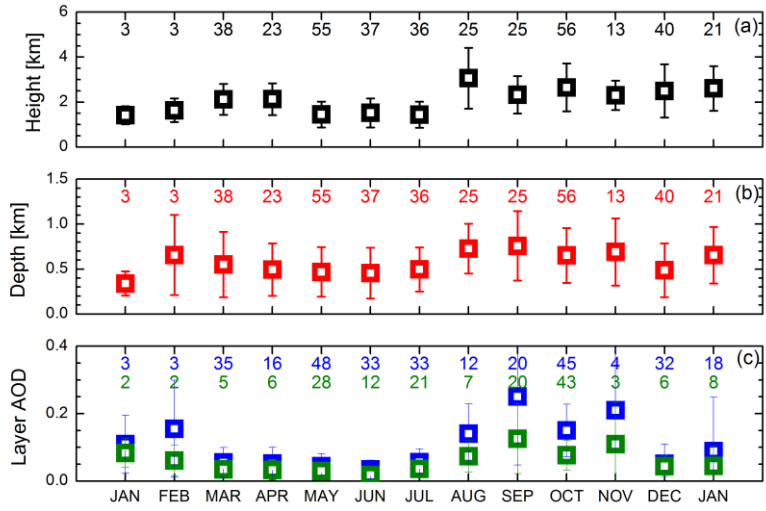 6
3 3 38 23 55 37 36 25 25 56 13 40 21 (a)
4
Height [km]
2
0
1.5
3 3 38 23 55 37 36 25 25 56 13 40 21 (b)
1.0
Depth [km]
0.5
0.0
0.4
3 3 35 16 48 33 33 12 20 45 4 32 18 (c)
2 2 5 6 28 12 21 7 20 43 3 6 8
Layer AOD
0.2
0.0
JAN FEB MAR APR MAY JUN JUL AUG SEP OCT NOV DEC JAN